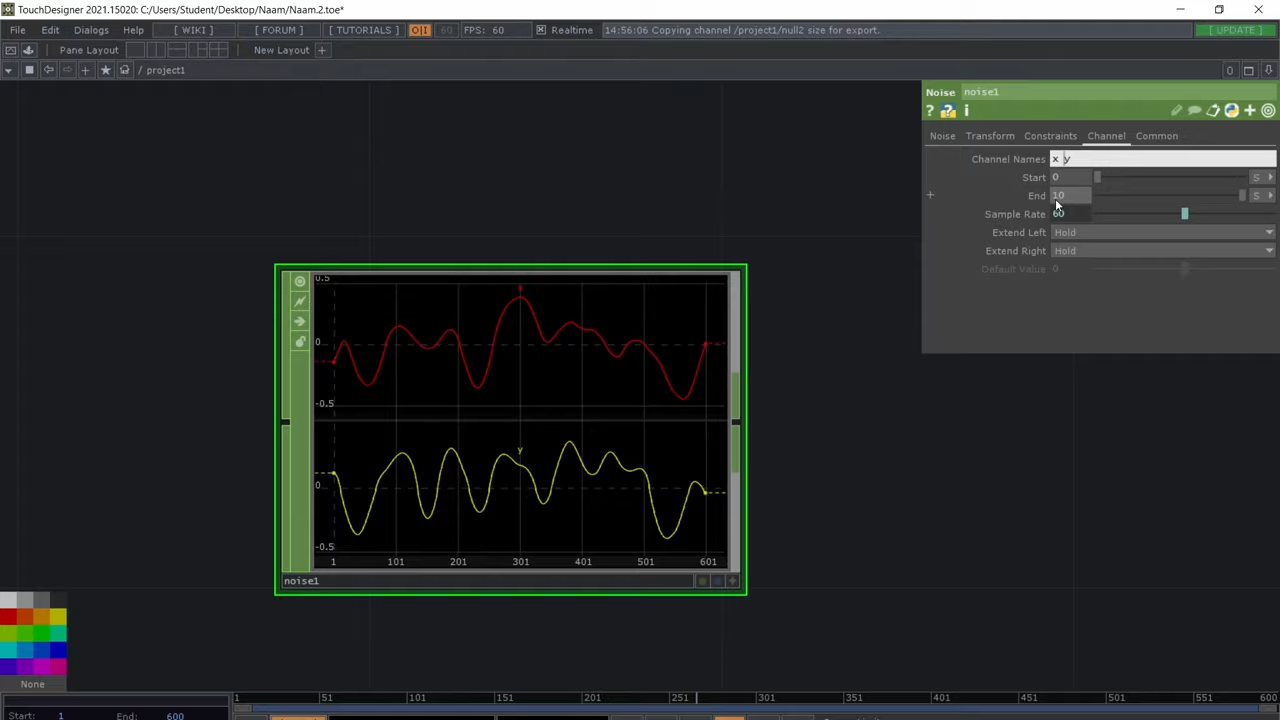 TouchDesigner 2021.15020: C:/Users/Student/Desktop/Naam/Naam.2.toe*
File Edit Dialogs Help [ WIKI ] [ FORUM ] [ TUTORIALS ] O|I 60 FPS: 60 Realtime 14:56:06 Copying channel /project1/null2 size for export. [ UPDATE ]
Pane Layout New Layout +
/ project1 0
Noise noise1
? ? i
Noise Transform Constraints Channel Common
Channel Names x y
Start 0 S
+ End 10 S
Sample Rate 60
Extend Left Hold
Extend Right Hold
Default Value 0
0.5
0
-0.5
y
0
-0.5
1 101 201 301 401 501 601
noise1
None
1 51 101 151 201 251 301 351 401 451 501 551 600
Start: 1 End: 600